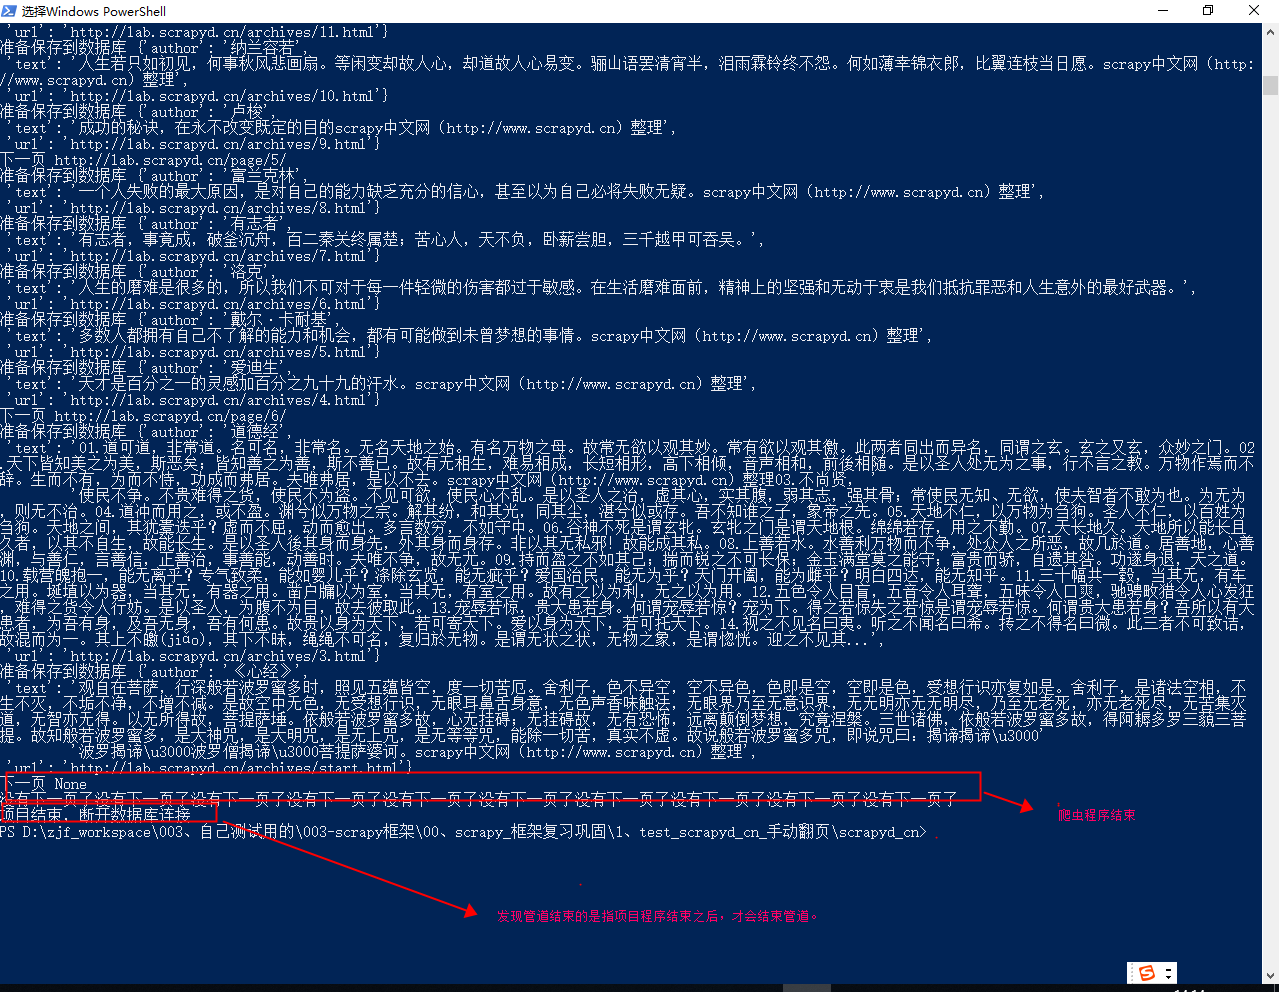 选择Windows PowerShell
'url': 'http://lab.scrapyd.cn/archives/11.html'}
准备保存到数据库 {'author': '纳兰容若',
'text': '人生若只如初见，何事秋风悲画扇。等闲变却故人心，却道故人心易变。骊山语罢清宵半，泪雨霖铃终不怨。何如薄幸锦衣郎，比翼连枝当日愿。scrapy中文网（http:
//www.scrapyd.cn）整理',
'url': 'http://lab.scrapyd.cn/archives/10.html'}
准备保存到数据库 {'author': '卢梭',
'text': '成功的秘诀，在永不改变既定的目的scrapy中文网（http://www.scrapyd.cn）整理',
'url': 'http://lab.scrapyd.cn/archives/9.html'}
下一页 http://lab.scrapyd.cn/page/5/
准备保存到数据库 {'author': '富兰克林',
'text': '一个人失败的最大原因，是对自己的能力缺乏充分的信心，甚至以为自己必将失败无疑。scrapy中文网（http://www.scrapyd.cn）整理',
'url': 'http://lab.scrapyd.cn/archives/8.html'}
准备保存到数据库 {'author': '有志者',
'text': '有志者，事竟成，破釜沉舟，百二秦关终属楚；苦心人，天不负，卧薪尝胆，三千越甲可吞吴。',
'url': 'http://lab.scrapyd.cn/archives/7.html'}
准备保存到数据库 {'author': '洛克',
'text': '人生的磨难是很多的，所以我们不可对于每一件轻微的伤害都过于敏感。在生活磨难面前，精神上的坚强和无动于衷是我们抵抗罪恶和人生意外的最好武器。',
'url': 'http://lab.scrapyd.cn/archives/6.html'}
准备保存到数据库 {'author': '戴尔·卡耐基',
'text': '多数人都拥有自己不了解的能力和机会，都有可能做到未曾梦想的事情。scrapy中文网（http://www.scrapyd.cn）整理',
'url': 'http://lab.scrapyd.cn/archives/5.html'}
准备保存到数据库 {'author': '爱迪生',
'text': '天才是百分之一的灵感加百分之九十九的汗水。scrapy中文网（http://www.scrapyd.cn）整理',
'url': 'http://lab.scrapyd.cn/archives/4.html'}
下一页 http://lab.scrapyd.cn/page/6/
准备保存到数据库 {'author': '道德经',
'text': '01.道可道，非常道。名可名，非常名。无名天地之始。有名万物之母。故常无欲以观其妙。常有欲以观其徼。此两者同出而异名，同谓之玄。玄之又玄，众妙之门。02
.天下皆知美之为美，斯恶矣；皆知善之为善，斯不善已。故有无相生，难易相成，长短相形，高下相倾，音声相和，前後相随。是以圣人处无为之事，行不言之教。万物作焉而不
辞。生而不有，为而不恃，功成而弗居。夫唯弗居，是以不去。scrapy中文网（http://www.scrapyd.cn）整理03.不尚贤， '
'使民不争。不贵难得之货，使民不为盗。不见可欲，使民心不乱。是以圣人之治，虚其心，实其腹，弱其志，强其骨；常使民无知、无欲，使夫智者不敢为也。为无为
，则无不治。04.道冲而用之，或不盈。渊兮似万物之宗。解其纷，和其光，同其尘，湛兮似或存。吾不知谁之子，象帝之先。05.天地不仁，以万物为刍狗。圣人不仁，以百姓为
刍狗。天地之间，其犹橐迭乎？虚而不屈，动而愈出。多言数穷，不如守中。06.谷神不死是谓玄牝。玄牝之门是谓天地根。绵绵若存，用之不勤。07.天长地久。天地所以能长且
久者，以其不自生，故能长生。是以圣人後其身而身先，外其身而身存。非以其无私邪！故能成其私。08.上善若水。水善利万物而不争，处众人之所恶，故几於道。居善地，心善
渊，与善仁，言善信，正善治，事善能，动善时。夫唯不争，故无尤。09.持而盈之不如其己；揣而锐之不可长保；金玉满堂莫之能守；富贵而骄，自遗其咎。功遂身退，天之道。
10.载营魄抱一，能无离乎？专气致柔，能如婴儿乎？涤除玄览，能无疵乎？爱国治民，能无为乎？天门开阖，能为雌乎？明白四达，能无知乎。11.三十幅共一毂，当其无，有车
之用。埏埴以为器，当其无，有器之用。凿户牖以为室，当其无，有室之用。故有之以为利，无之以为用。12.五色令人目盲，五音令人耳聋，五味令人口爽，驰骋畋猎令人心发狂
，难得之货令人行妨。是以圣人，为腹不为目，故去彼取此。13.宠辱若惊，贵大患若身。何谓宠辱若惊？宠为下。得之若惊失之若惊是谓宠辱若惊。何谓贵大患若身？吾所以有大
患者，为吾有身，及吾无身，吾有何患。故贵以身为天下，若可寄天下。爱以身为天下，若可托天下。14.视之不见名曰夷。听之不闻名曰希。抟之不得名曰微。此三者不可致诘，
故混而为一。其上不皦(jiǎo)，其下不昧，绳绳不可名，复归於无物。是谓无状之状，无物之象，是谓惚恍。迎之不见其...',
'url': 'http://lab.scrapyd.cn/archives/3.html'}
准备保存到数据库 {'author': '《心经》',
'text': '观自在菩萨，行深般若波罗蜜多时，照见五蕴皆空，度一切苦厄。舍利子，色不异空，空不异色，色即是空，空即是色，受想行识亦复如是。舍利子，是诸法空相，不
生不灭，不垢不净，不增不减。是故空中无色，无受想行识，无眼耳鼻舌身意，无色声香味触法，无眼界乃至无意识界，无无明亦无无明尽，乃至无老死，亦无老死尽，无苦集灭
道，无智亦无得。以无所得故，菩提萨埵。依般若波罗蜜多故，心无挂碍；无挂碍故，无有恐怖，远离颠倒梦想，究竟涅槃。三世诸佛，依般若波罗蜜多故，得阿耨多罗三藐三菩
提。故知般若波罗蜜多，是大神咒，是大明咒，是无上咒，是无等等咒，能除一切苦，真实不虚。故说般若波罗蜜多咒，即说咒曰：揭谛揭谛\u3000'
'波罗揭谛\u3000波罗僧揭谛\u3000菩提萨婆诃。scrapy中文网（http://www.scrapyd.cn）整理',
'url': 'http://lab.scrapyd.cn/archives/start.html'}
下一页 None
没有下一页了没有下一页了没有下一页了没有下一页了没有下一页了没有下一页了没有下一页了没有下一页了没有下一页了没有下一页了
项目结束，断开数据库连接
爬虫程序结束
PS D:\zjf_workspace\003、自己测试用的\003-scrapy框架\00、scrapy_框架复习巩固\1、test_scrapyd_cn_手动翻页\scrapyd_cn>
发现管道结束的是指项目程序结束之后，才会结束管道。